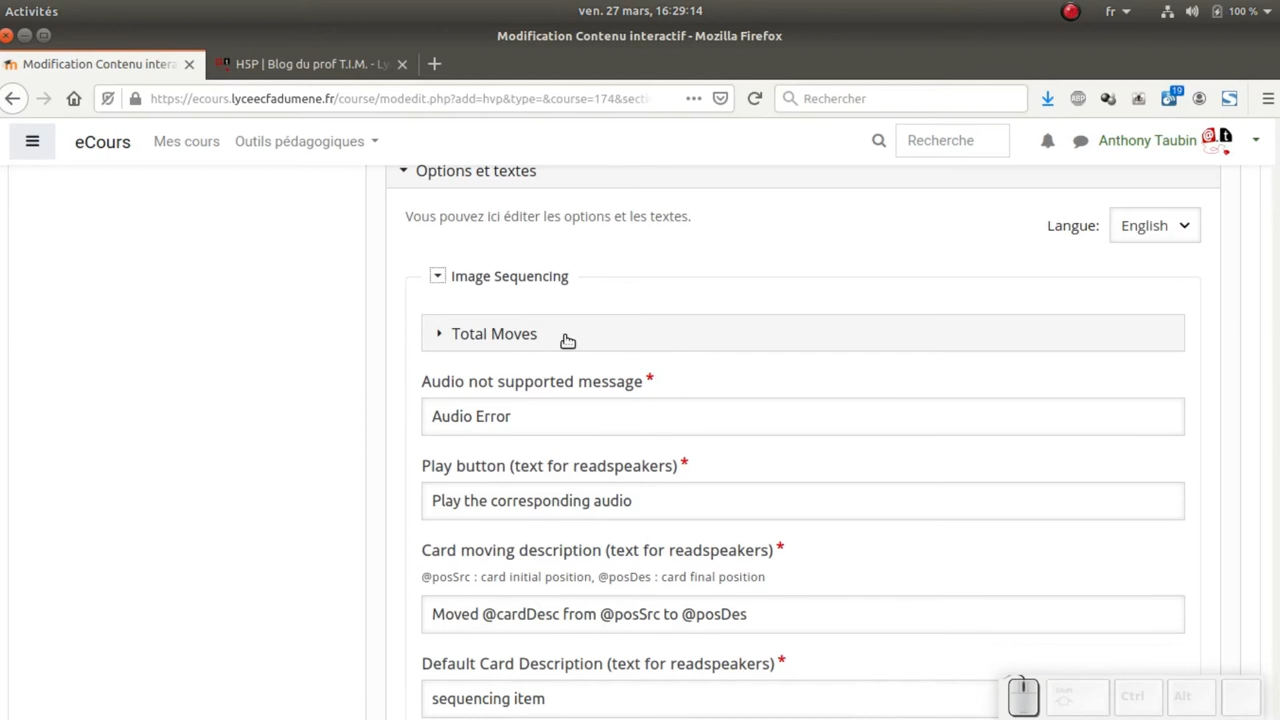 Activités
ven. 27 mars, 16:29:14
fr
100 %
Modification Contenu interactif - Mozilla Firefox
Modification Contenu intera
H5P | Blog du prof T.I.M. - Ly
https://ecours.lyceecfadumene.fr/course/modedit.php?add=hvp&type=&course=174&secti
Rechercher
ABP
19
S
eCours
Mes cours
Outils pédagogiques
Recherche
Anthony Taubin
@t
Options et textes
Vous pouvez ici éditer les options et les textes.
Langue:
English
Image Sequencing
Total Moves
Audio not supported message *
Audio Error
Play button (text for readspeakers) *
Play the corresponding audio
Card moving description (text for readspeakers) *
@posSrc : card initial position, @posDes : card final position
Moved @cardDesc from @posSrc to @posDes
Default Card Description (text for readspeakers) *
sequencing item
Ctrl
Alt